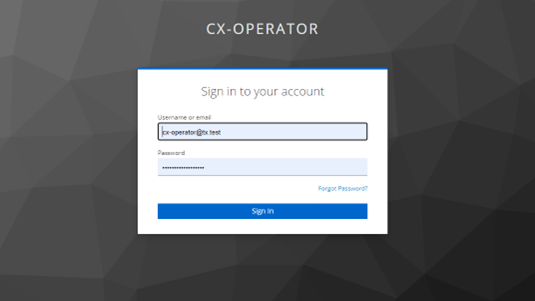 CX-OPERATOR
Sign in to your account
Username or email
cx-operator@tx.test
Password
••••••••••••••••••
Forgot Password?
Sign In